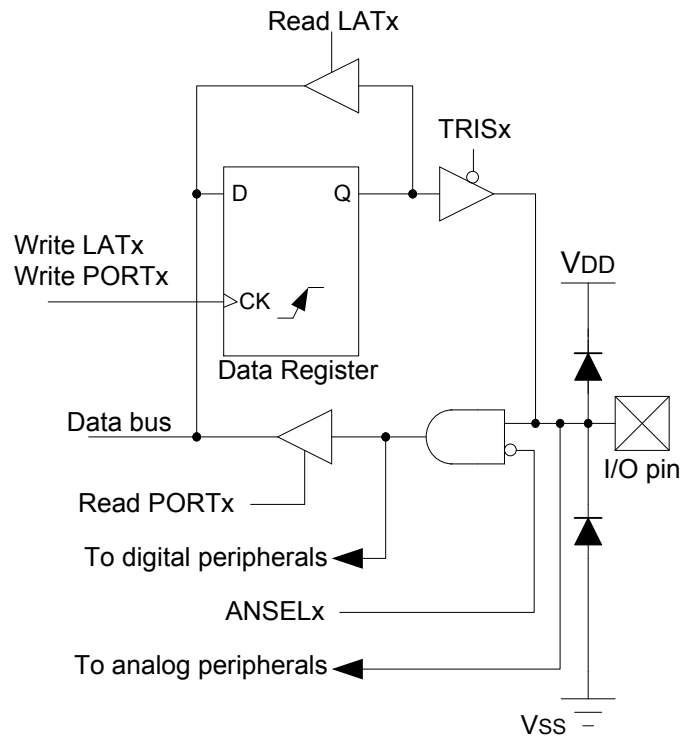 Read LATx
TRISx
D
Q
Write LATx
Write PORTx
CK
VDD
Data Register
Data bus
I/O pin
Read PORTx
To digital peripherals
ANSELx
To analog peripherals
VSS